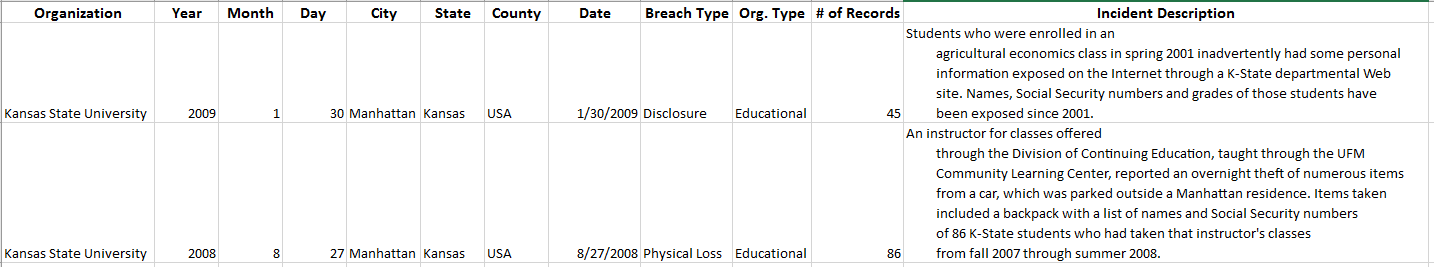 Organization Year Month Day City State County Date Breach Type Org. Type # of Records Incident Description
Students who were enrolled in an
agricultural economics class in spring 2001 inadvertently had some personal
information exposed on the Internet through a K-State departmental Web
site. Names, Social Security numbers and grades of those students have
Kansas State University 2009 1 30 Manhattan Kansas USA 1/30/2009 Disclosure Educational 45 been exposed since 2001.
An instructor for classes offered
through the Division of Continuing Education, taught through the UFM
Community Learning Center, reported an overnight theft of numerous items
from a car, which was parked outside a Manhattan residence. Items taken
included a backpack with a list of names and Social Security numbers
of 86 K-State students who had taken that instructor's classes
Kansas State University 2008 8 27 Manhattan Kansas USA 8/27/2008 Physical Loss Educational 86 from fall 2007 through summer 2008.